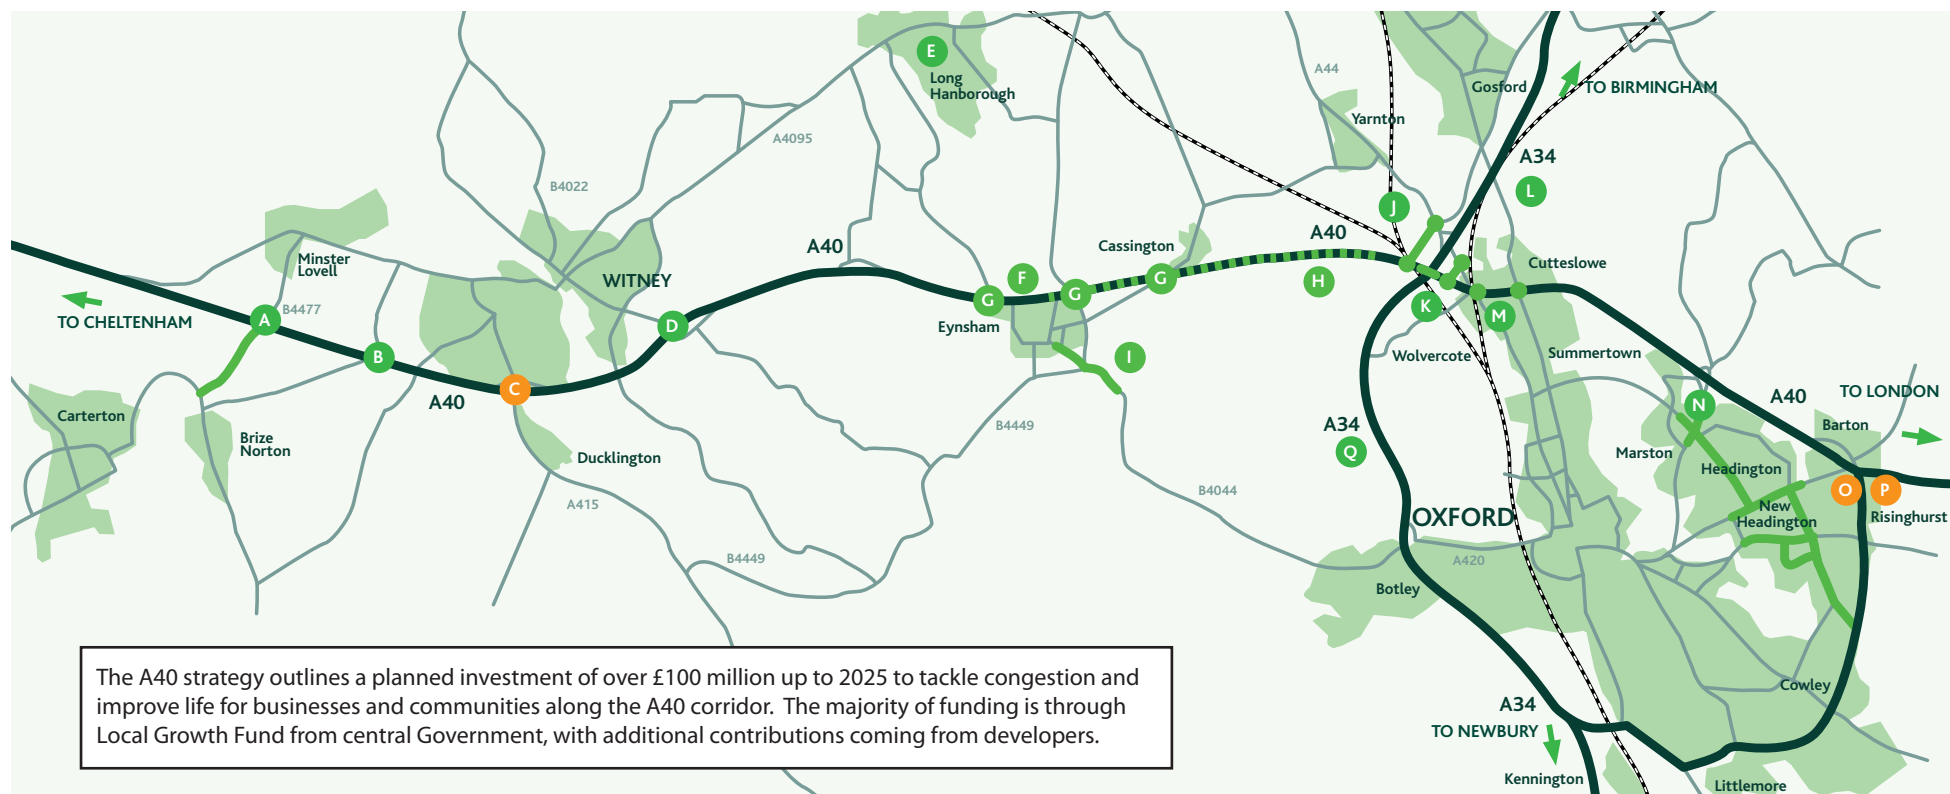 E
Long
Hanborough
A44
Gosford
TO BIRMINGHAM
Yarnton
A4095
A34
L
B4022
J
Minster
Lovell
WITNEY
A40
Cassington
A40
Cutteslowe
TO CHELTENHAM
A
B4477
D
G
F
G
G
H
K
M
Eynsham
B
I
Wolvercote
Summertown
C
A40
A40
TO LONDON
N
Carterton
Brize
Norton
Ducklington
B4449
A34
Q
Marston
Barton
Headington
A415
B4044
O
P
OXFORD
New
Headington
Risinghurst
B4449
A420
Botley
The A40 strategy outlines a planned investment of over £100 million up to 2025 to tackle congestion and
improve life for businesses and communities along the A40 corridor.  The majority of funding is through
Local Growth Fund from central Government, with additional contributions coming from developers.
Cowley
A34
TO NEWBURY
Kennington
Littlemore